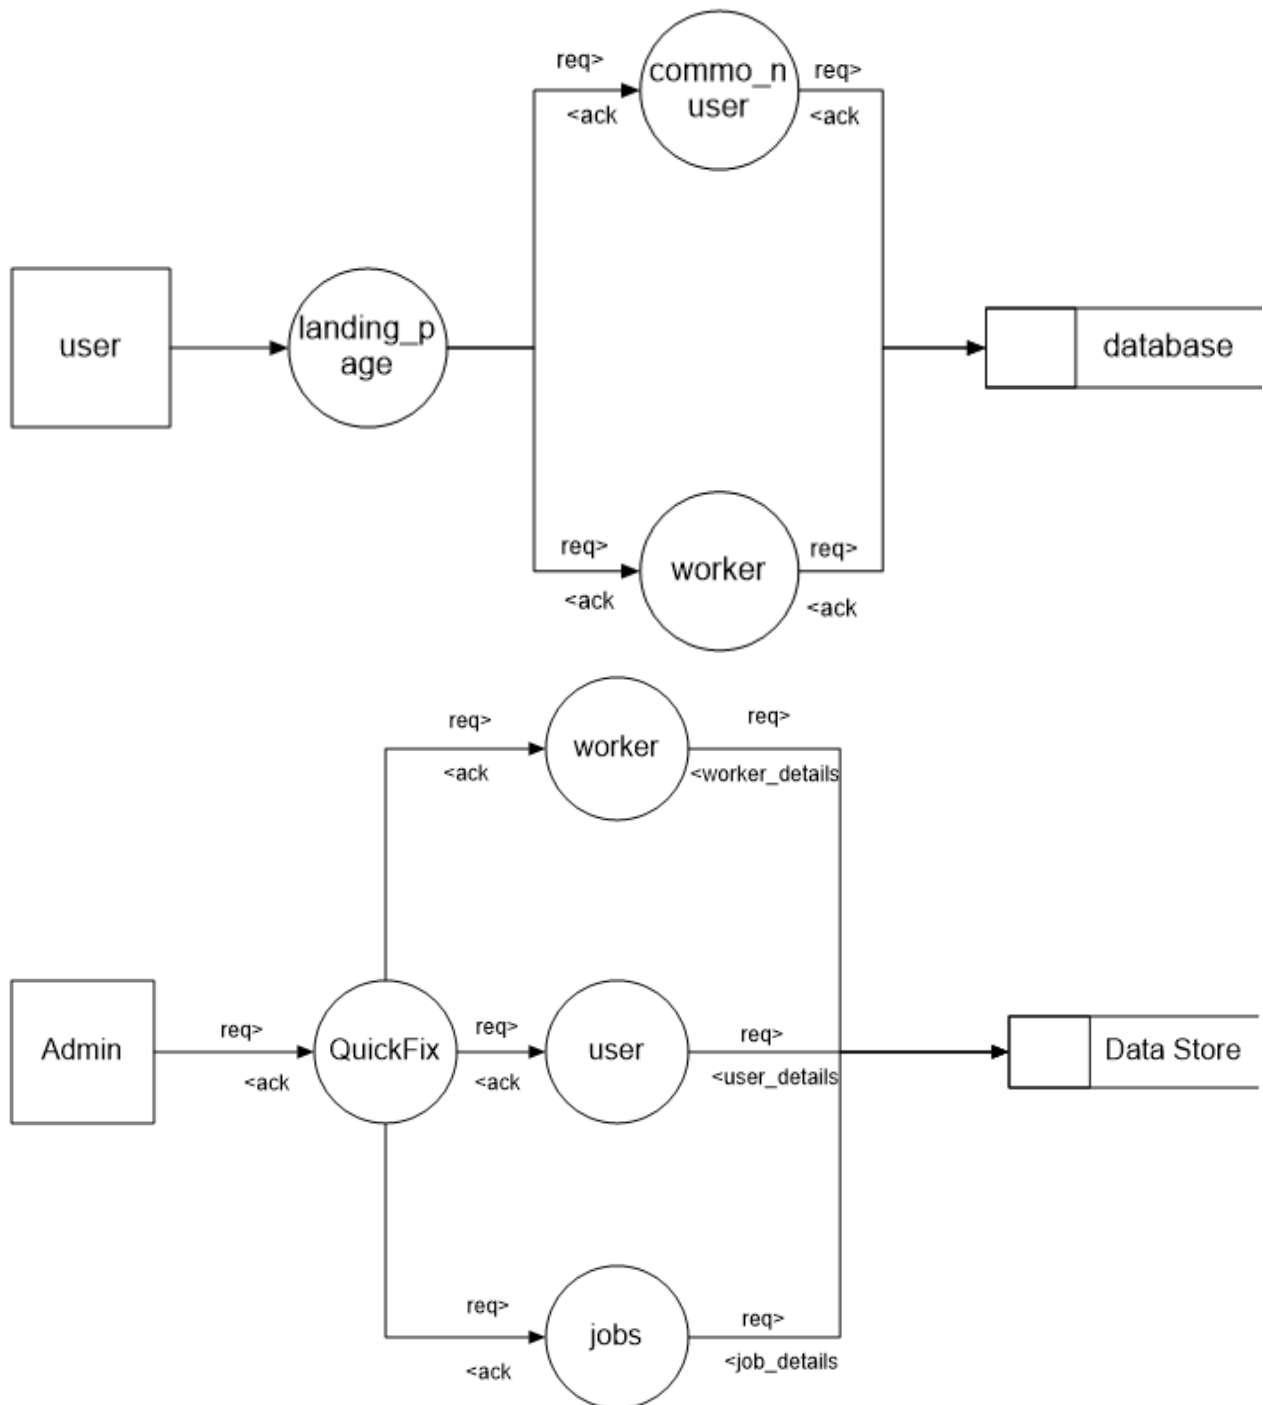 req>
commo_n
user
req>
<ack
<ack
user
landing_p
age
database
req>
worker
req>
<ack
<ack
req>
worker
req>
<ack
<worker_details
Admin
req>
<ack
QuickFix
req>
<ack
user
req>
<user_details
Data Store
req>
<ack
jobs
req>
<job_details